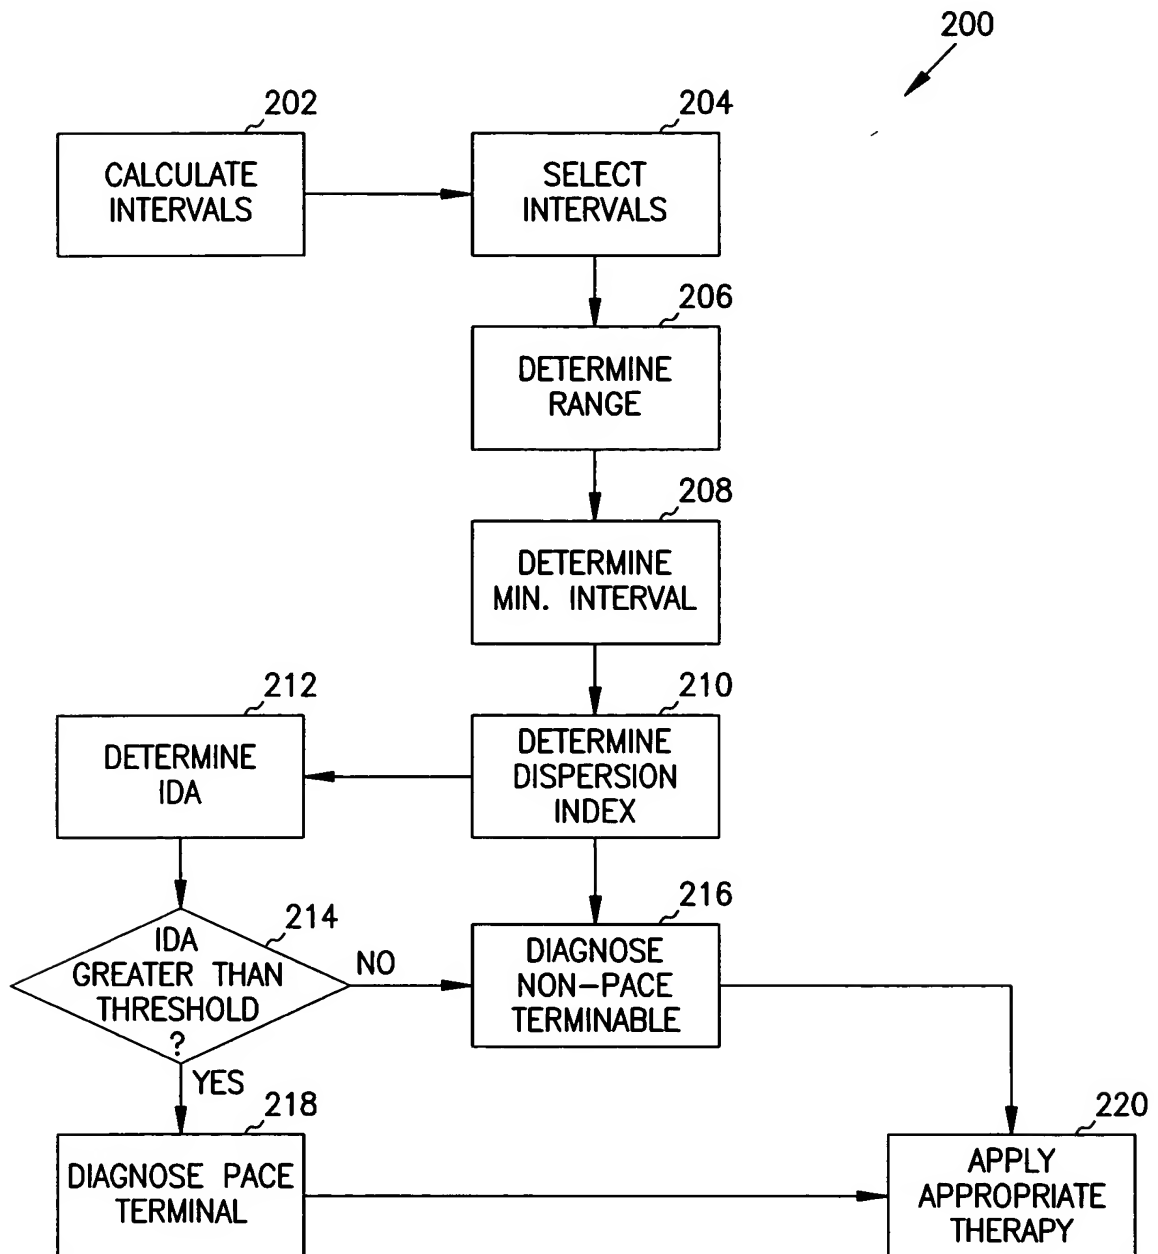 200
202
CALCULATE
INTERVALS
204
SELECT
INTERVALS
206
DETERMINE
RANGE
208
DETERMINE
MIN. INTERVAL
210
DETERMINE
DISPERSION
INDEX
212
DETERMINE
IDA
214
IDA
GREATER THAN
THRESHOLD
?
NO
YES
216
DIAGNOSE
NON-PACE
TERMINABLE
218
DIAGNOSE PACE
TERMINAL
220
APPLY
APPROPRIATE
THERAPY